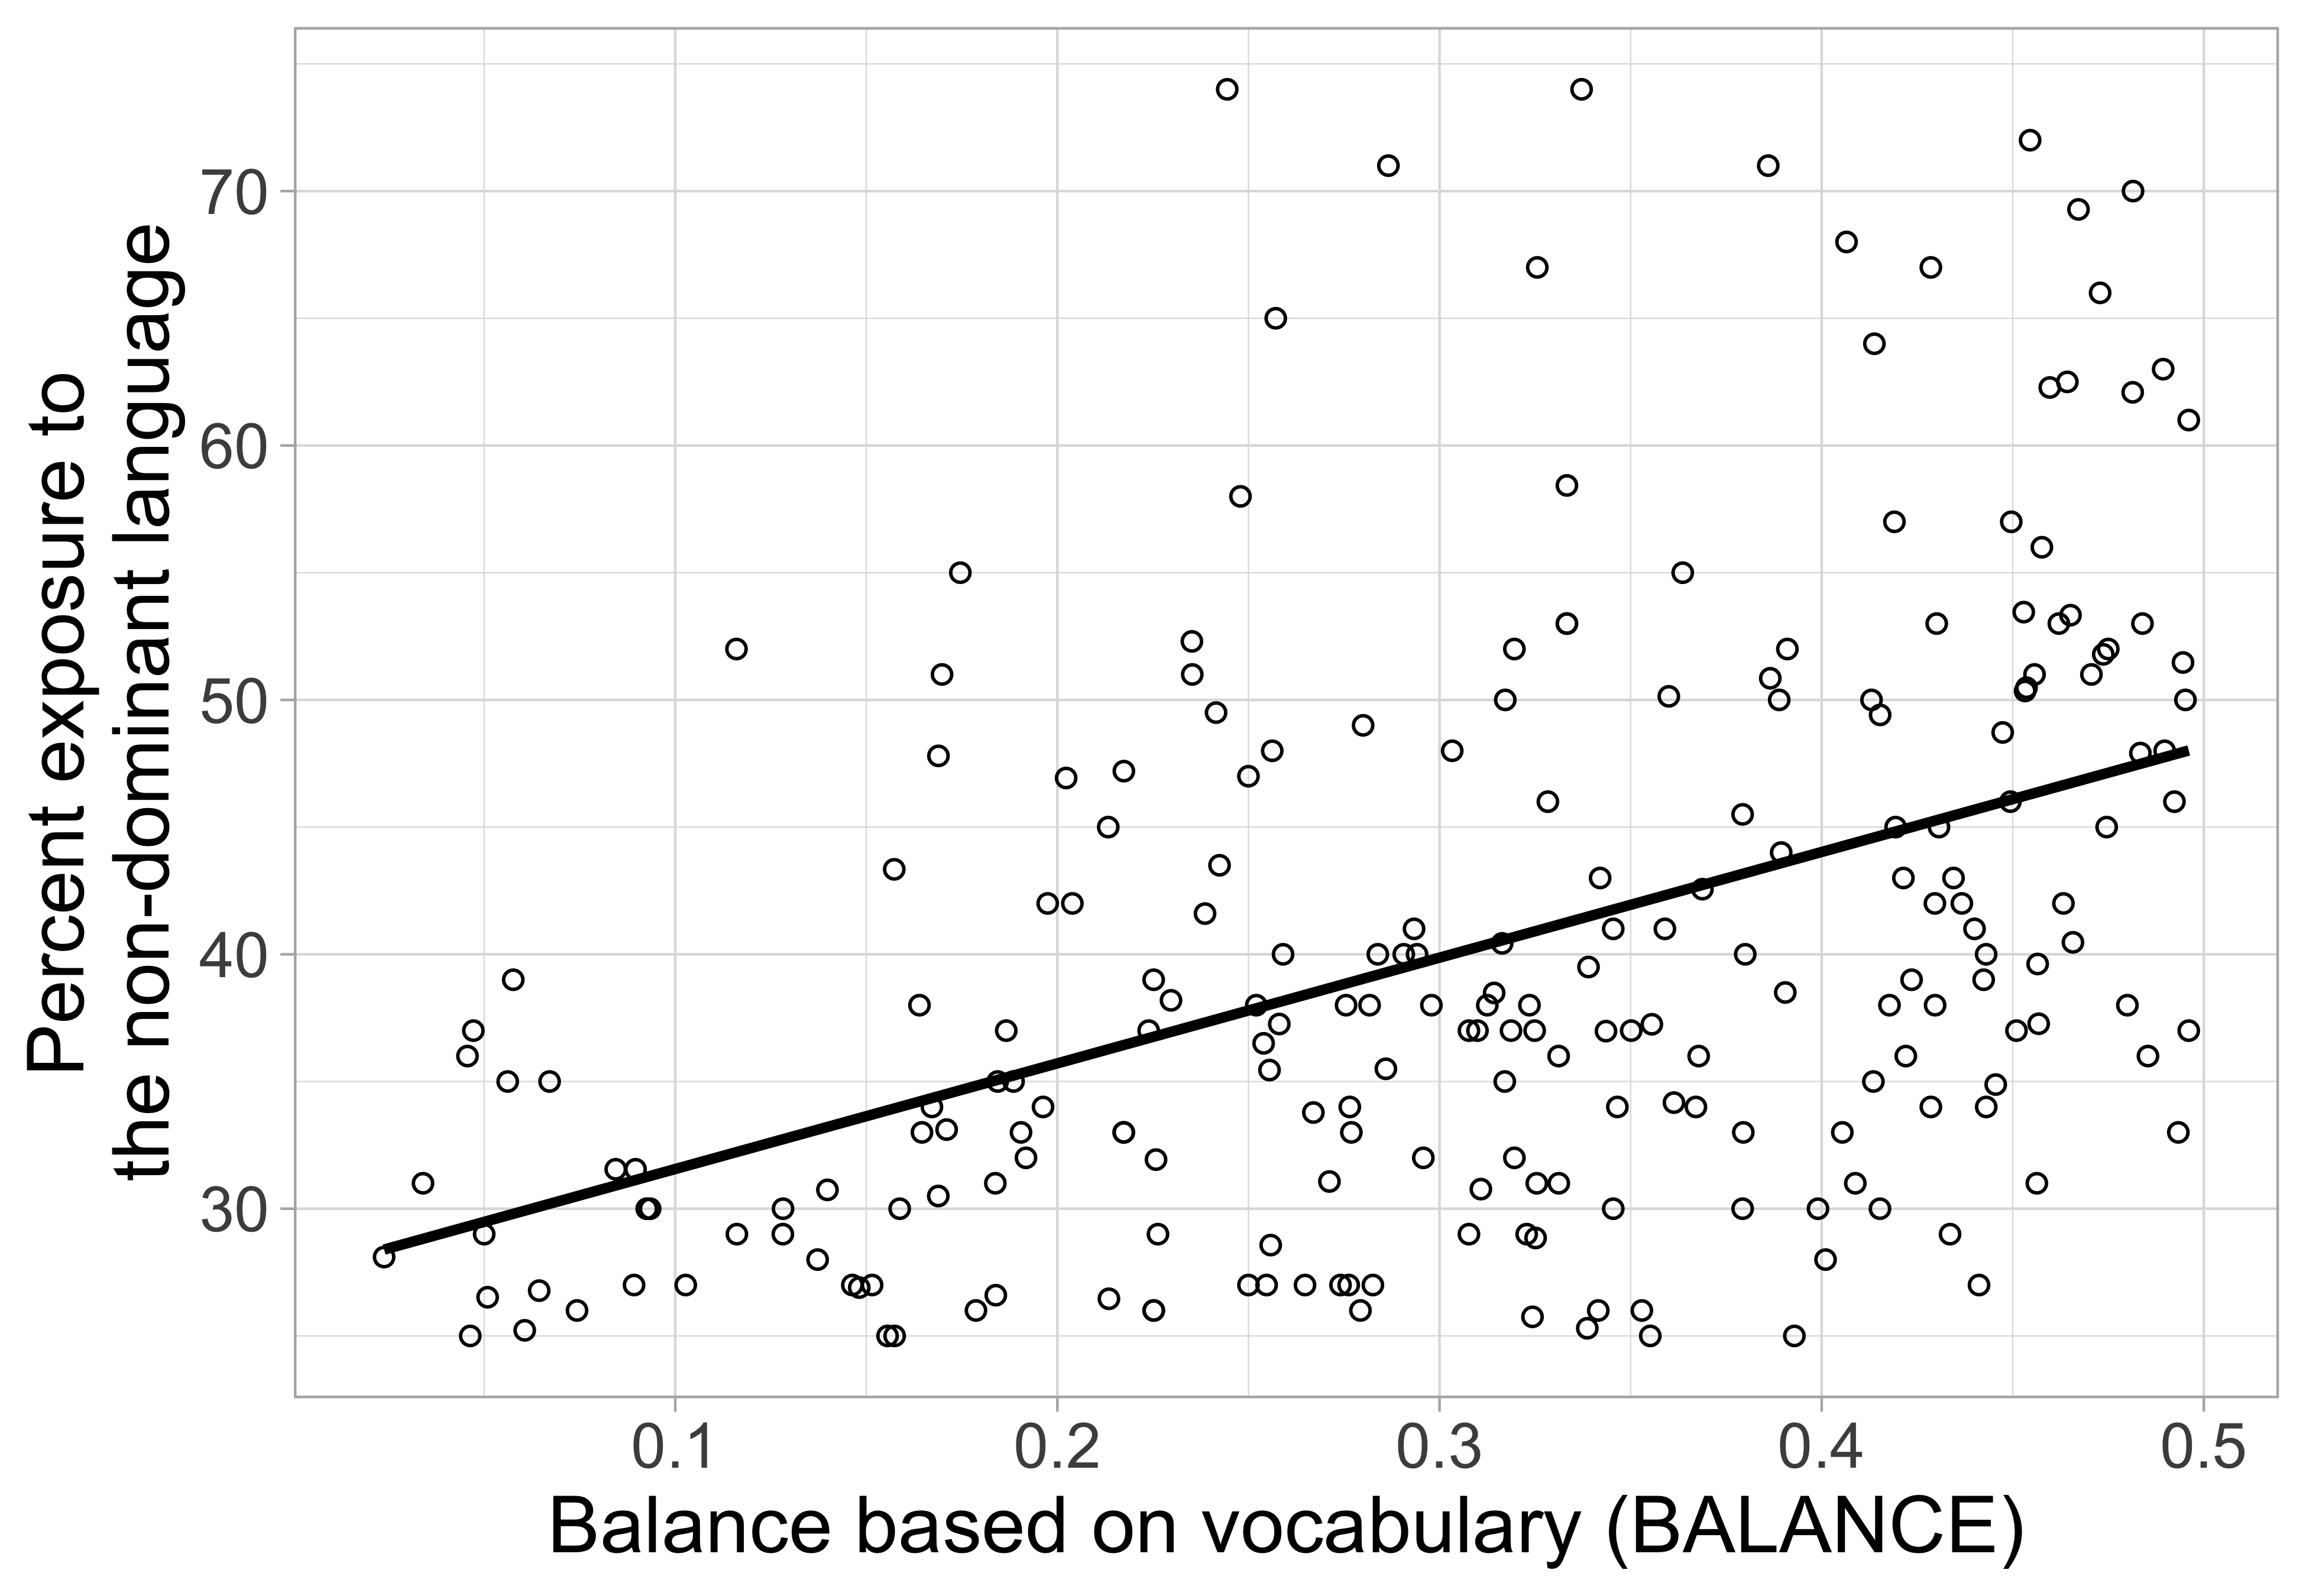 Percent exposure to
the non-dominant language
70
60
50
40
30
0.1 0.2 0.3 0.4 0.5
Balance based on vocabulary (BALANCE)